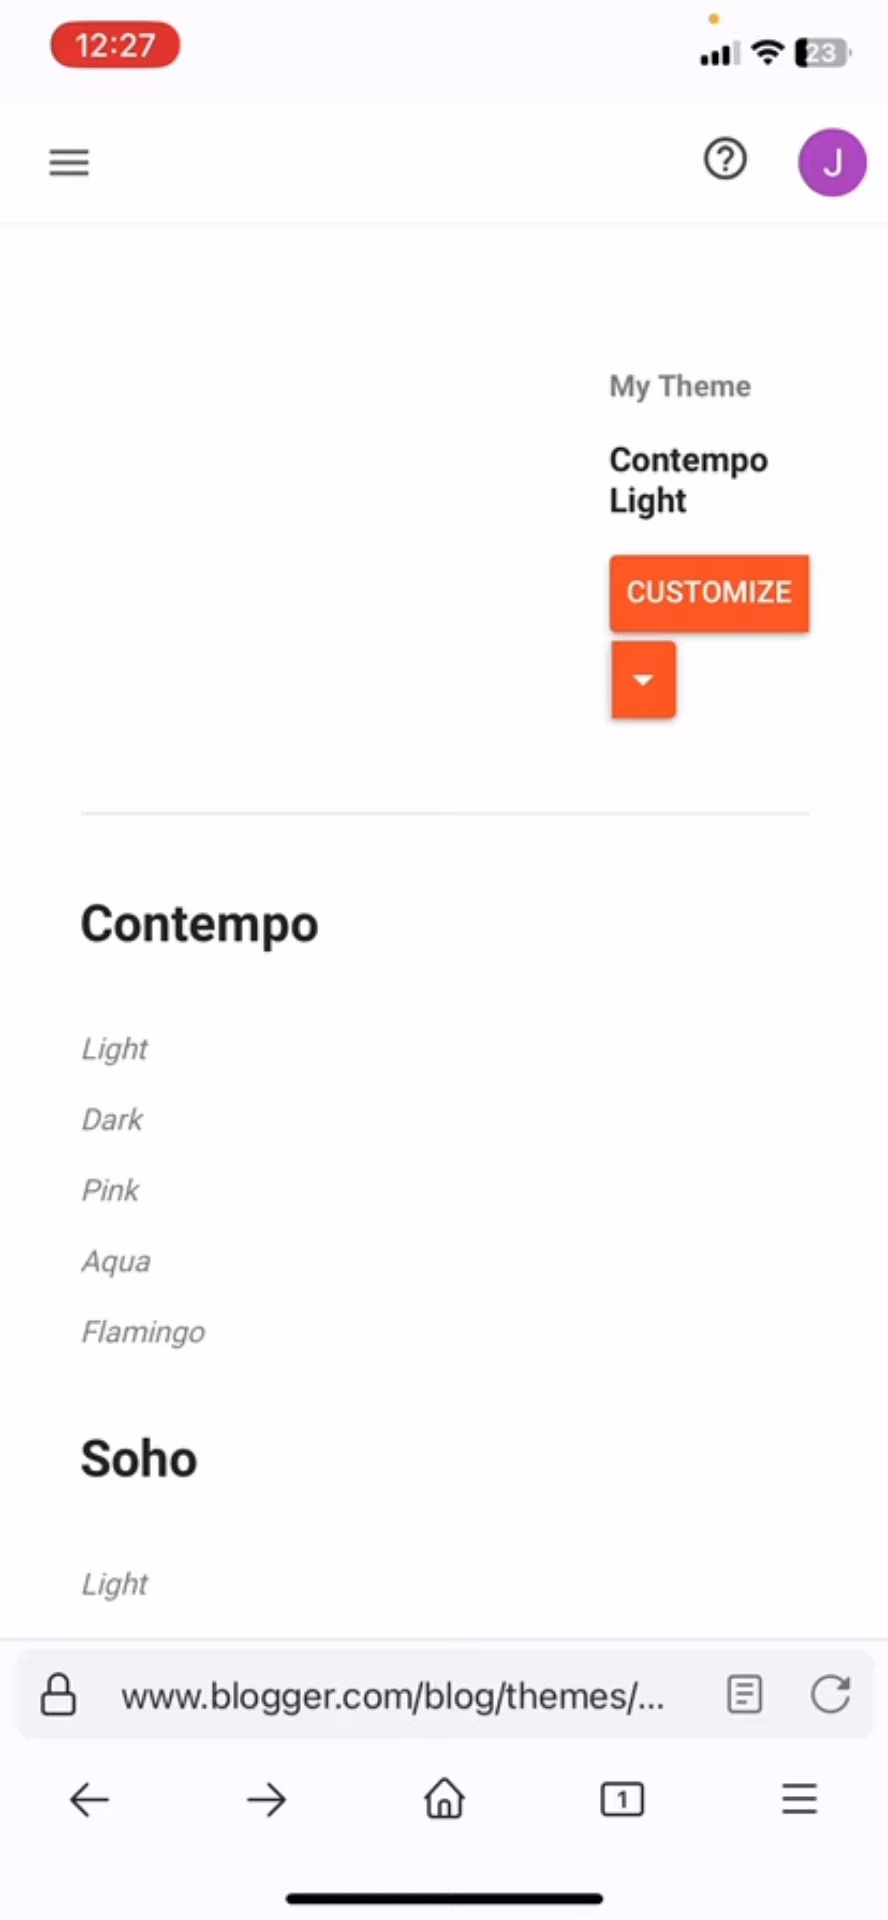 12:27
23
J
My Theme
Contempo
Light
CUSTOMIZE
Contempo
Light
Dark
Pink
Aqua
Flamingo
Soho
Light
www.blogger.com/blog/themes/...
1